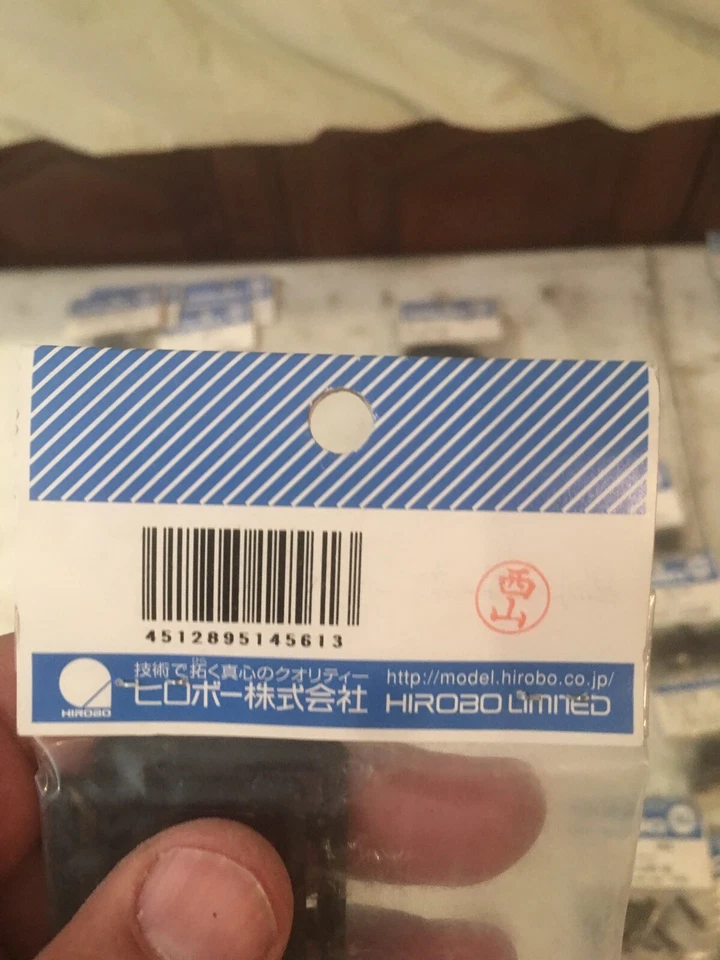 4512895145613
西山
技術で拓く真心のクオリティー
ヒロボー株式会社
HIROBO
http://model.hirobo.co.jp/
HIROBO LIMITED